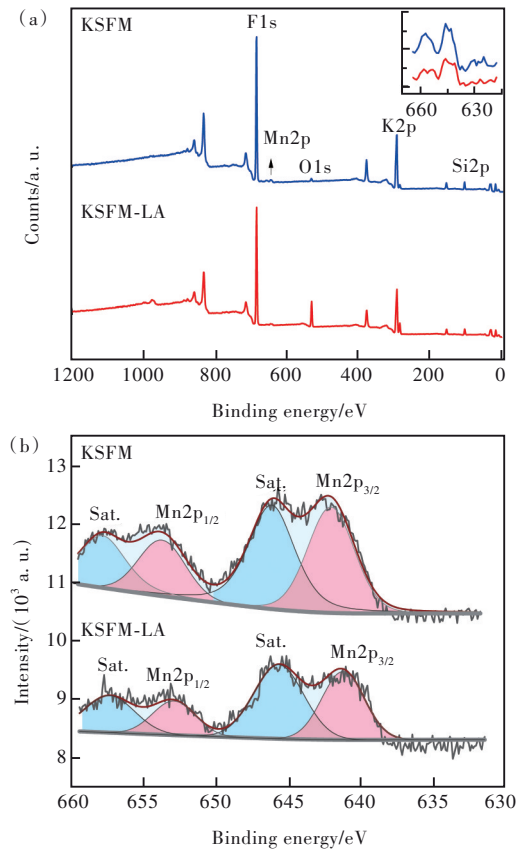 (a)
KSFM
F1s
Mn2p
O1s
K2p
Si2p
660 630
KSFM-LA
Counts/a. u.
1200 1000 800 600 400 200 0
Binding energy/eV
(b)
KSFM
13
12
11
10
9
8
Sat.
Mn2p1/2
Sat.
Mn2p3/2
KSFM-LA
Sat.
Mn2p1/2
Sat.
Mn2p3/2
Intensity/(10³ a. u.)
660 655 650 645 640 635 630
Binding energy/eV